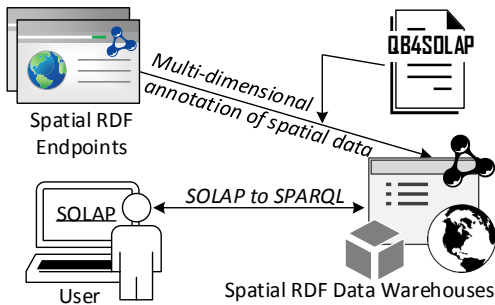 QB4SOLAP
Multi-dimensional
annotation of spatial data
Spatial RDF
Endpoints
SOLAP to SPARQL
SOLAP
User
Spatial RDF Data Warehouses